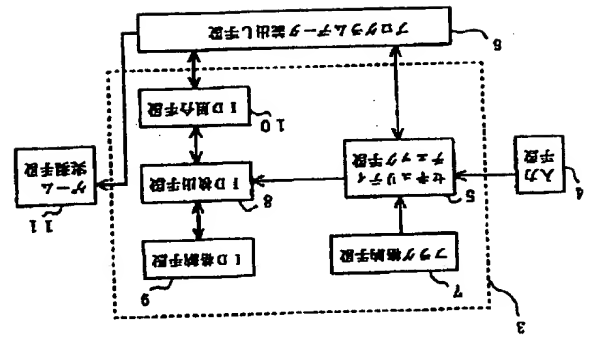 3
9
7
ID格納手段
フラグ格納手段
11
8
5
4
ゲーム
実現手段
ID検出手段
セキュリティ
チェック手段
入力
手段
10
ID照合手段
6
プログラムデータ読出し手段